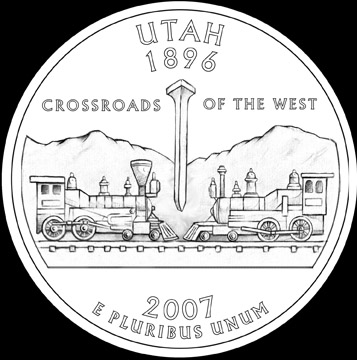 UTAH
1896
CROSSROADS OF THE WEST
2007
E PLURIBUS UNUM